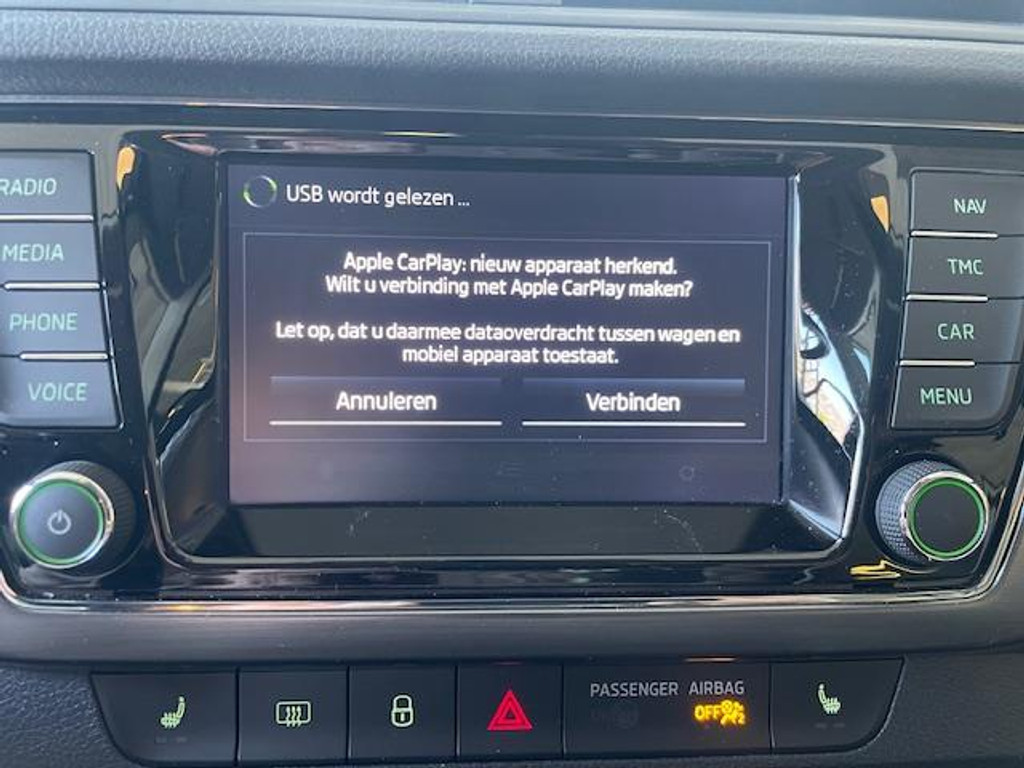 USB wordt gelezen ...
Apple CarPlay: nieuw apparaat herkend.
Wilt u verbinding met Apple CarPlay maken?
Let op, dat u daarmee dataoverdracht tussen wagen en
mobiel apparaat toestaat.
Annuleren
Verbinden
RADIO
MEDIA
PHONE
VOICE
NAV
TMC
CAR
MENU
PASSENGER AIRBAG
OFF